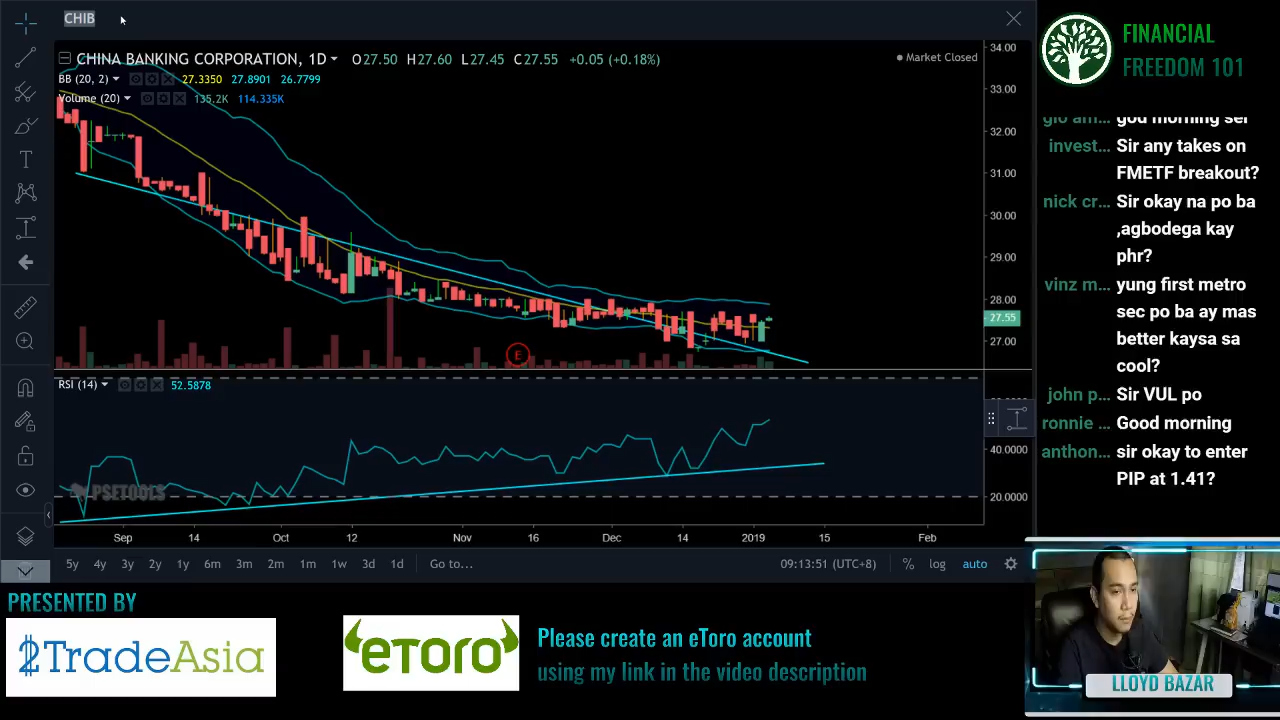 CHIB
CHINA BANKING CORPORATION, 1D O27.50 H27.60 L27.45 C27.55 +0.05 (+0.18%)
Market Closed
BB (20, 2) 27.3350 27.8901 26.7799
Volume (20) 135.2K 114.335K
34.00
33.00
32.00
31.00
30.00
29.00
28.00
27.55
27.00
E
RSI (14) 52.5878
40.0000
20.0000
PSETOOLS
Sep 14 Oct 12 Nov 16 Dec 14 2019 15 Feb
5y 4y 3y 2y 1y 6m 3m 2m 1m 1w 3d 1d Go to... 09:13:51 (UTC+8) % log auto
FINANCIAL
FREEDOM 101
glo am... god morning ser
invest... Sir any takes on
FMETF breakout?
nick cr... Sir okay na po ba
,agbodega kay
phr?
vinz m... yung first metro
sec po ba ay mas
better kaysa sa
cool?
john p... Sir VUL po
ronnie ... Good morning
anthon... sir okay to enter
PIP at 1.41?
PRESENTED BY
2TradeAsia
eToro
Please create an eToro account
using my link in the video description
LLOYD BAZAR